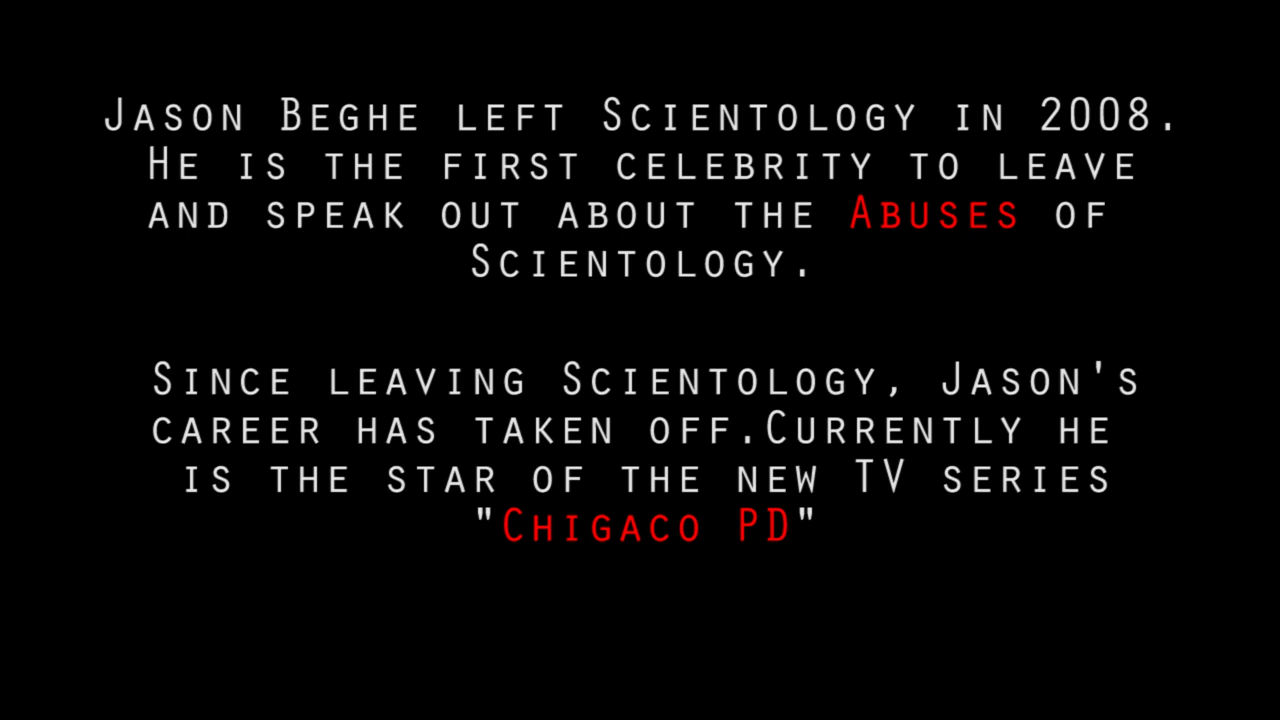 Jason Beghe left Scientology in 2008.
He is the first celebrity to leave
and speak out about the Abuses of
Scientology.
Since leaving Scientology, Jason's
career has taken off.Currently he
is the star of the new TV series
"Chigaco PD"